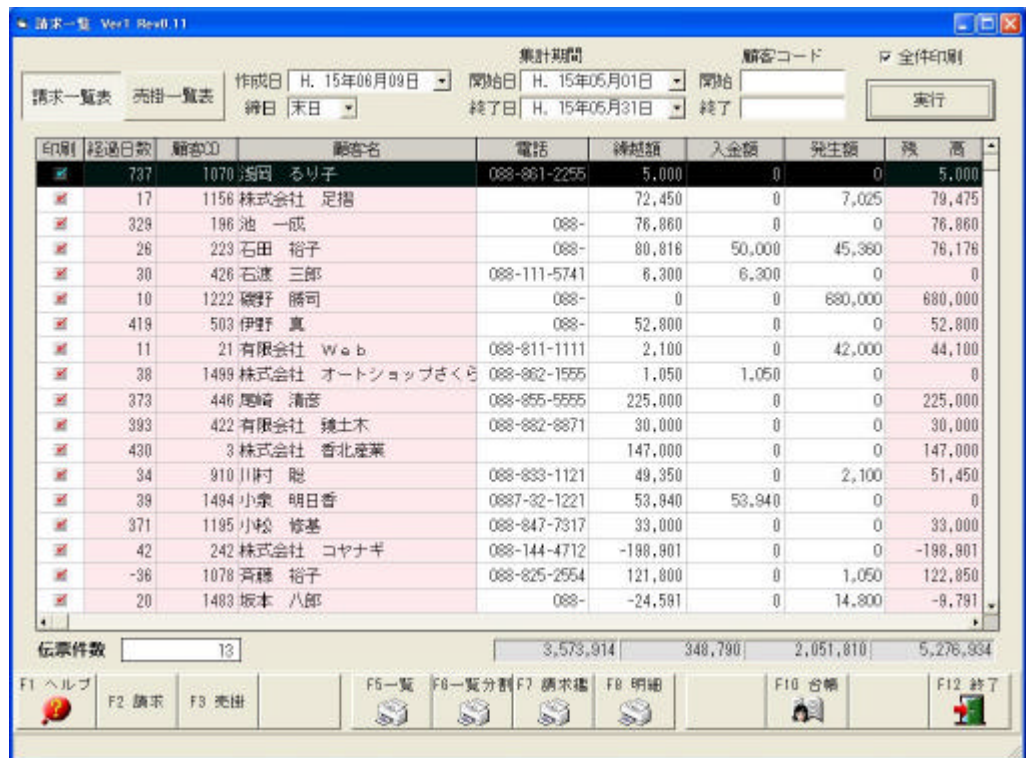 請求一覧 Ver1 Rev0.11
集計期間 顧客コード 全件印刷
請求一覧表 売掛一覧表 作成日 H. 15年06月09日 開始日 H. 15年05月01日 開始
締日 末日 終了日 H. 15年05月31日 終了 実行
印刷 経過日数 顧客CD 顧客名 電話 繰越額 入金額 発生額 残 高
737 1070 浅岡 るり子 088-861-2255 5,000 0 0 5,000
17 1156 株式会社 足摺 72,450 0 7,025 79,475
329 196 池 一成 088- 76,860 0 0 76,860
26 223 石田 裕子 088- 80,816 50,000 45,360 76,176
30 426 石渡 三郎 088-111-5741 6,300 6,300 0 0
10 1222 磯野 勝司 088- 0 0 680,000 680,000
419 503 伊野 真 088- 52,800 0 0 52,800
11 21 有限会社 Ｗｅｂ 088-811-1111 2,100 0 42,000 44,100
38 1499 株式会社 オートショップさくら 088-862-1555 1,050 1,050 0 0
373 446 尾崎 清彦 088-855-5555 225,000 0 0 225,000
393 422 有限会社 土木 088-882-8871 30,000 0 0 30,000
430 3 株式会社 香北産業 147,000 0 0 147,000
34 910 川村 聡 088-833-1121 49,350 0 2,100 51,450
39 1494 小泉 明日香 0887-32-1221 53,940 53,940 0 0
371 1195 小松 修基 088-847-7317 33,000 0 0 33,000
42 242 株式会社 コヤナギ 088-144-4712 -198,901 0 0 -198,901
-36 1078 斉藤 裕子 088-825-2554 121,800 0 1,050 122,850
20 1483 坂本 八郎 088- -24,591 0 14,800 -9,791
伝票件数 13 3,573,914 348,790 2,051,810 5,276,934
F1 ヘルプ F2 請求 F3 売掛 F5一覧 F6一覧分割 F7 請求鑑 F8 明細 F10 台帳 F12 終了